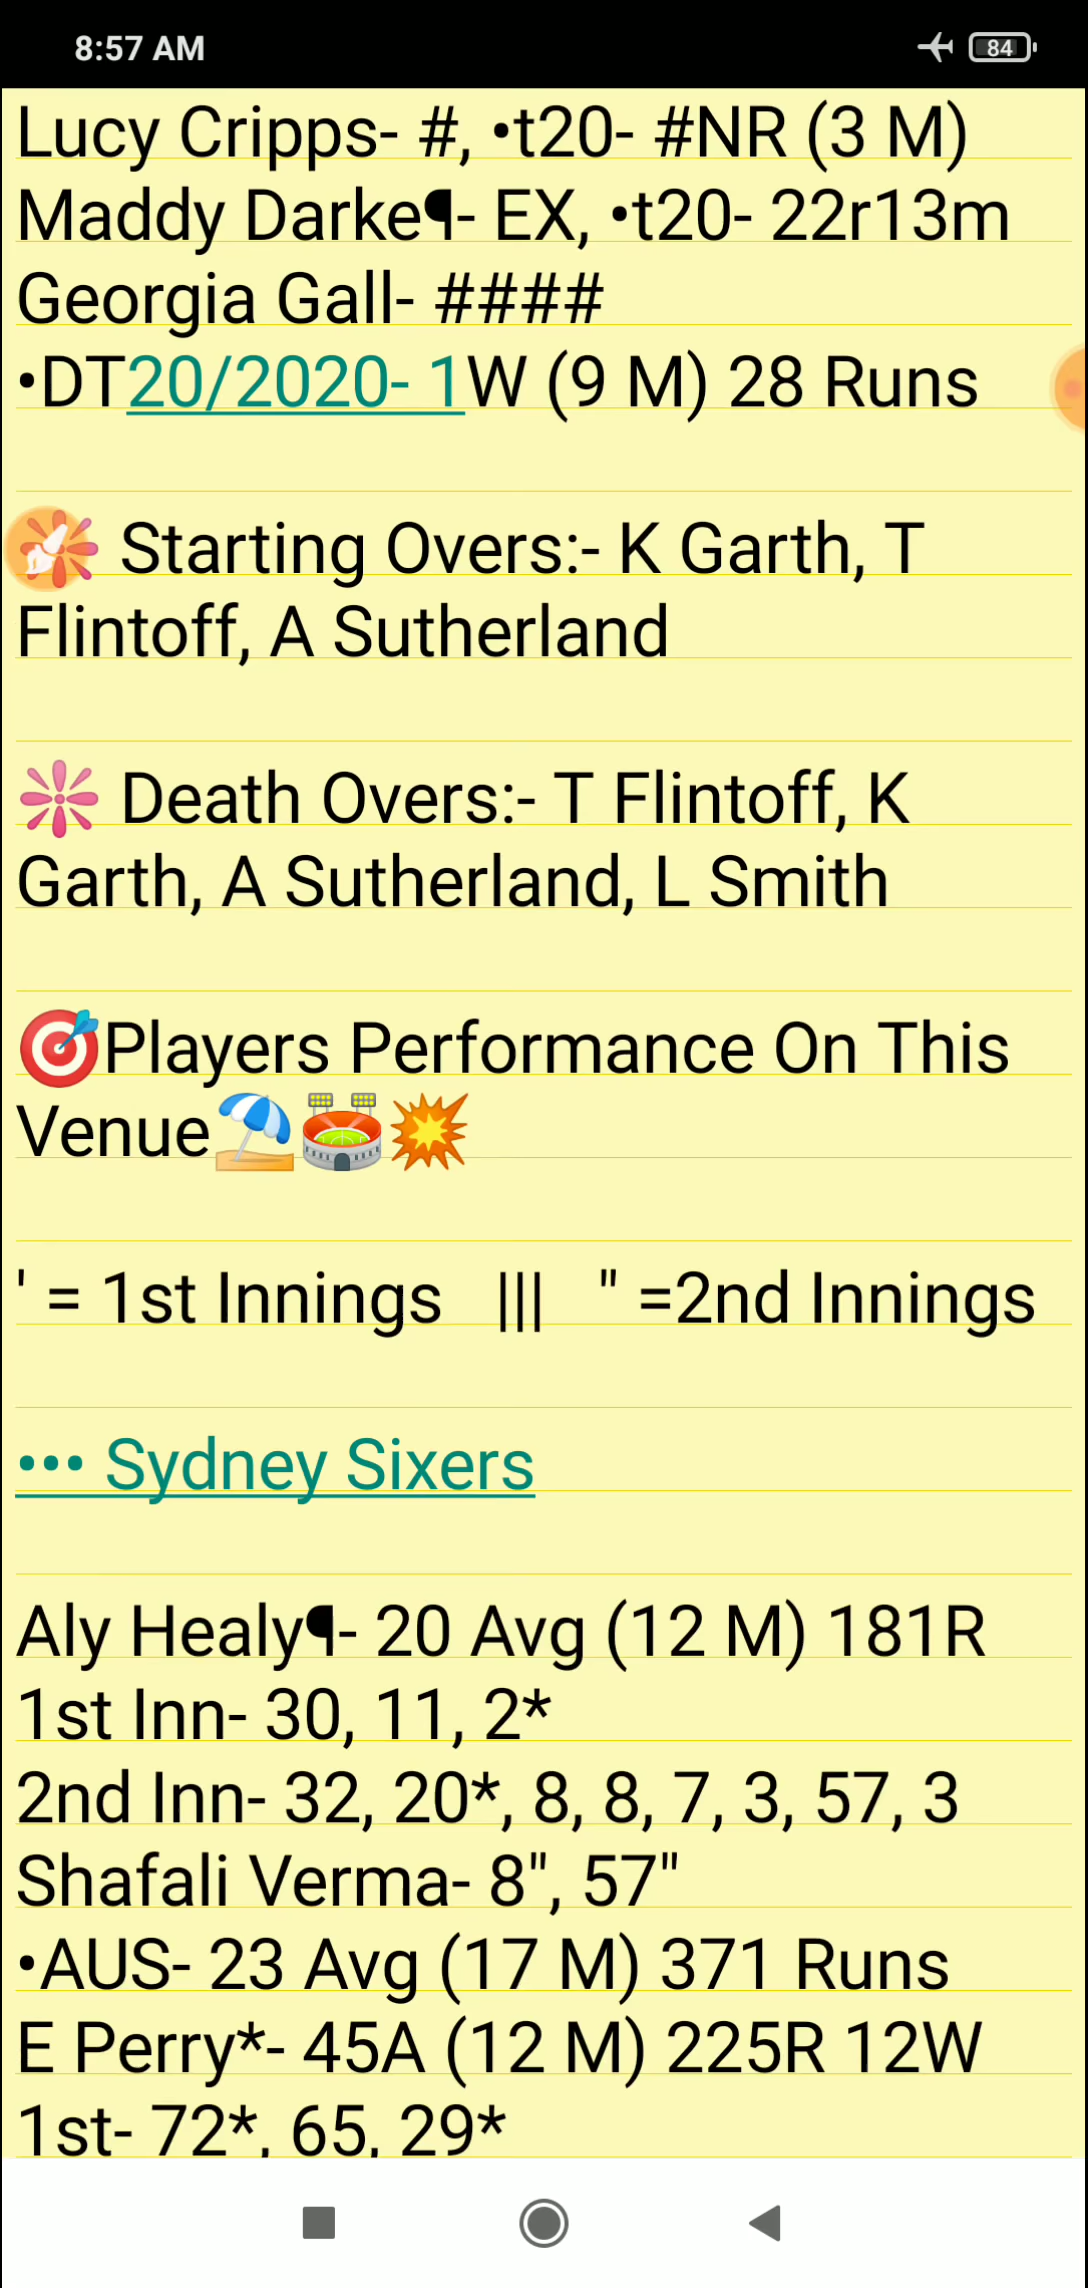 8:57 AM 84
Lucy Cripps- #, •t20- #NR (3 M)
Maddy Darke¶- EX, •t20- 22r13m
Georgia Gall- ####
•DT20/2020- 1W (9 M) 28 Runs
Starting Overs:- K Garth, T
Flintoff, A Sutherland
Death Overs:- T Flintoff, K
Garth, A Sutherland, L Smith
🎯Players Performance On This
Venue⛱️🏟️💥
' = 1st Innings ||| " =2nd Innings
••• Sydney Sixers
Aly Healy¶- 20 Avg (12 M) 181R
1st Inn- 30, 11, 2*
2nd Inn- 32, 20*, 8, 8, 7, 3, 57, 3
Shafali Verma- 8", 57"
•AUS- 23 Avg (17 M) 371 Runs
E Perry*- 45A (12 M) 225R 12W
1st- 72*, 65, 29*